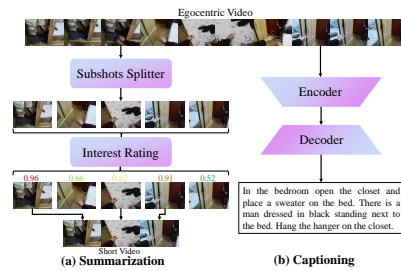 Egocentric Video
Subshots Splitter
Interest Rating
0.96 0.66 0.82 0.91 0.52
Short Video
(a) Summarization
Encoder
Decoder
In the bedroom open the closet and
place a sweater on the bed. There is a
man dressed in black standing next to
the bed. Hang the hanger on the closet.
(b) Captioning